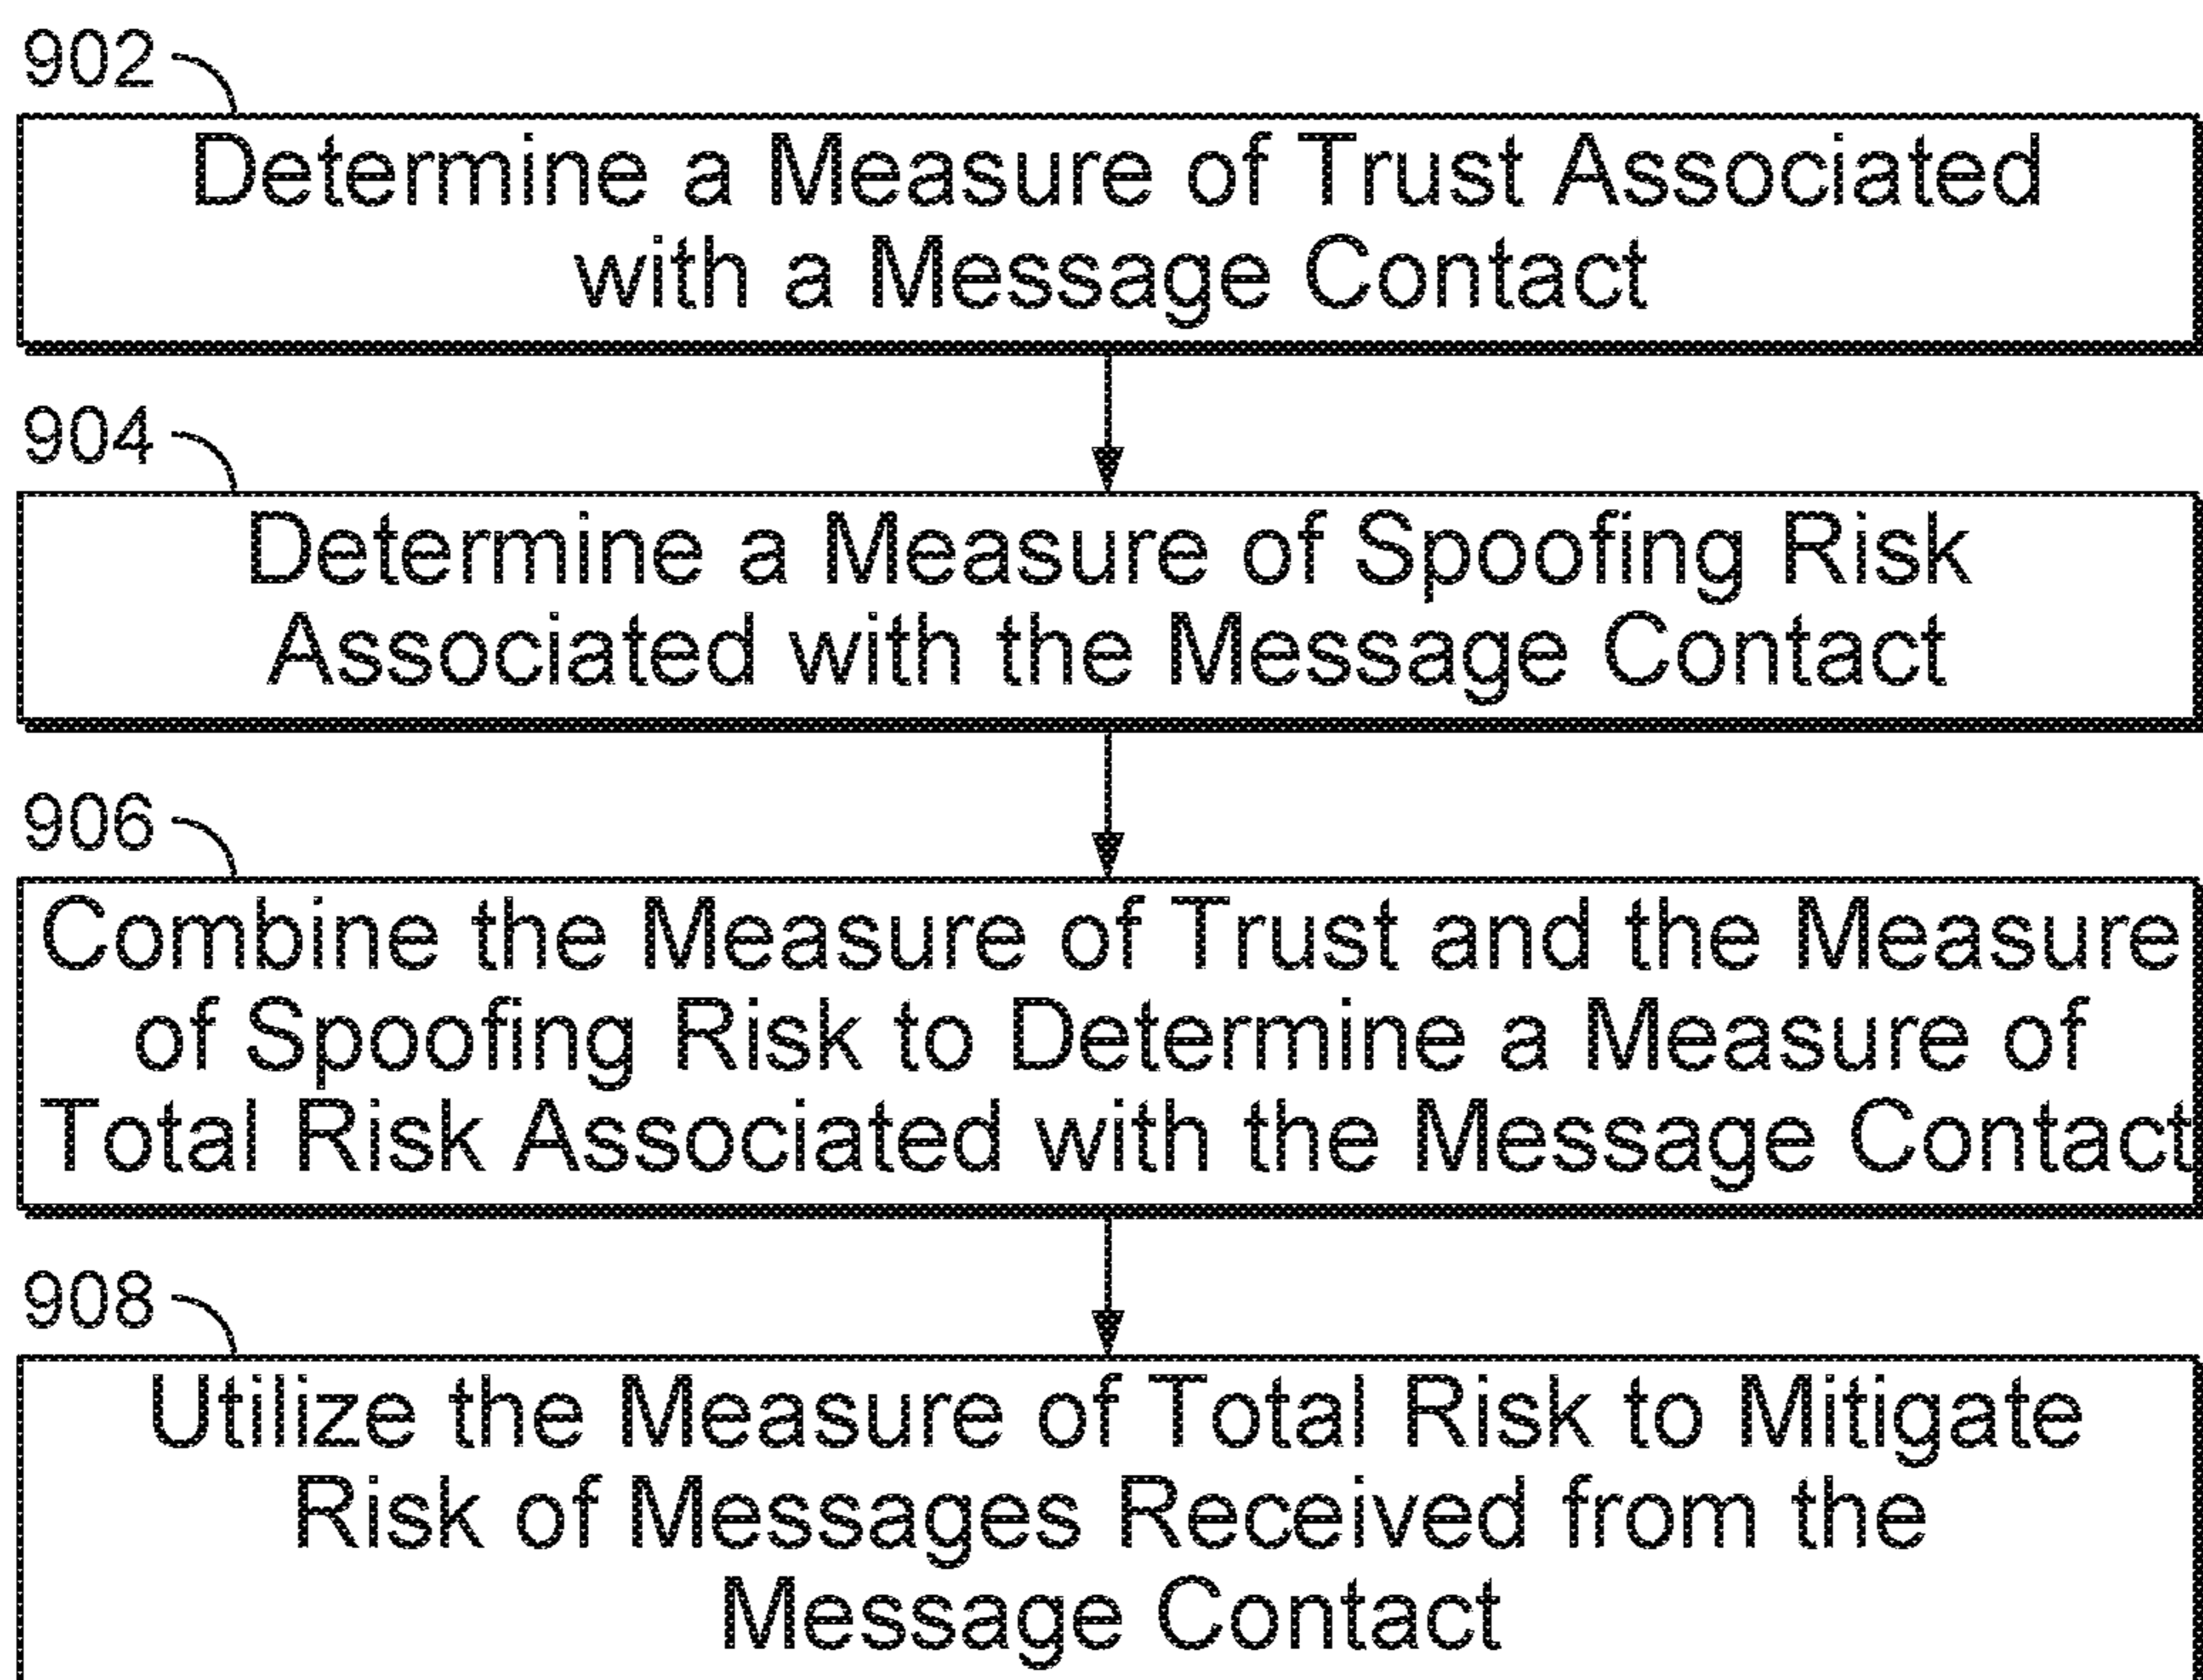 902
Determine a Measure of Trust Associated
with a Message Contact
904
Determine a Measure of Spoofing Risk
Associated with the Message Contact
906
Combine the Measure of Trust and the Measure
of Spoofing Risk to Determine a Measure of
Total Risk Associated with the Message Contact
908
Utilize the Measure of Total Risk to Mitigate
Risk of Messages Received from the
Message Contact